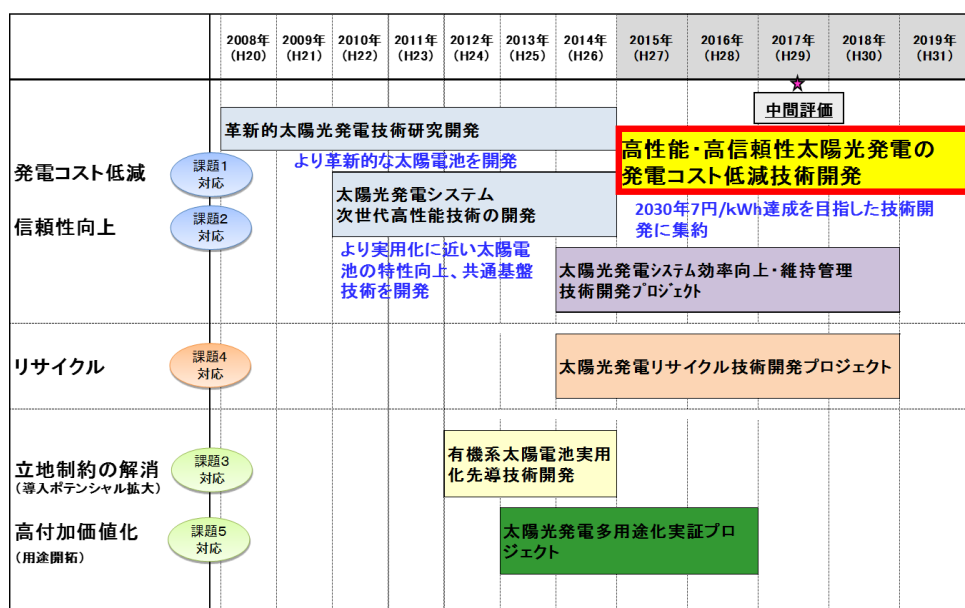 2008年 2009年 2010年 2011年 2012年 2013年 2014年 2015年 2016年 2017年 2018年 2019年
(H20) (H21) (H22) (H23) (H24) (H25) (H26) (H27) (H28) (H29) (H30) (H31)
中間評価
革新的太陽光発電技術研究開発
より革新的な太陽電池を開発
高性能・高信頼性太陽光発電の
発電コスト低減技術開発
発電コスト低減
課題1
対応
太陽光発電システム
次世代高性能技術の開発
2030年7円/kWh達成を目指した技術開
発に集約
信頼性向上
課題2
対応
より実用化に近い太陽電
池の特性向上、共通基盤
技術を開発
太陽光発電ｼｽﾃﾑ効率向上・維持管理
技術開発ﾌﾟﾛｼﾞｪｸﾄ
リサイクル
課題4
対応
太陽光発電リサイクル技術開発プロジェクト
立地制約の解消
(導入ポテンシャル拡大)
課題3
対応
有機系太陽電池実用
化先導技術開発
高付加価値化
(用途開拓)
課題5
対応
太陽光発電多用途化実証プロ
ジェクト